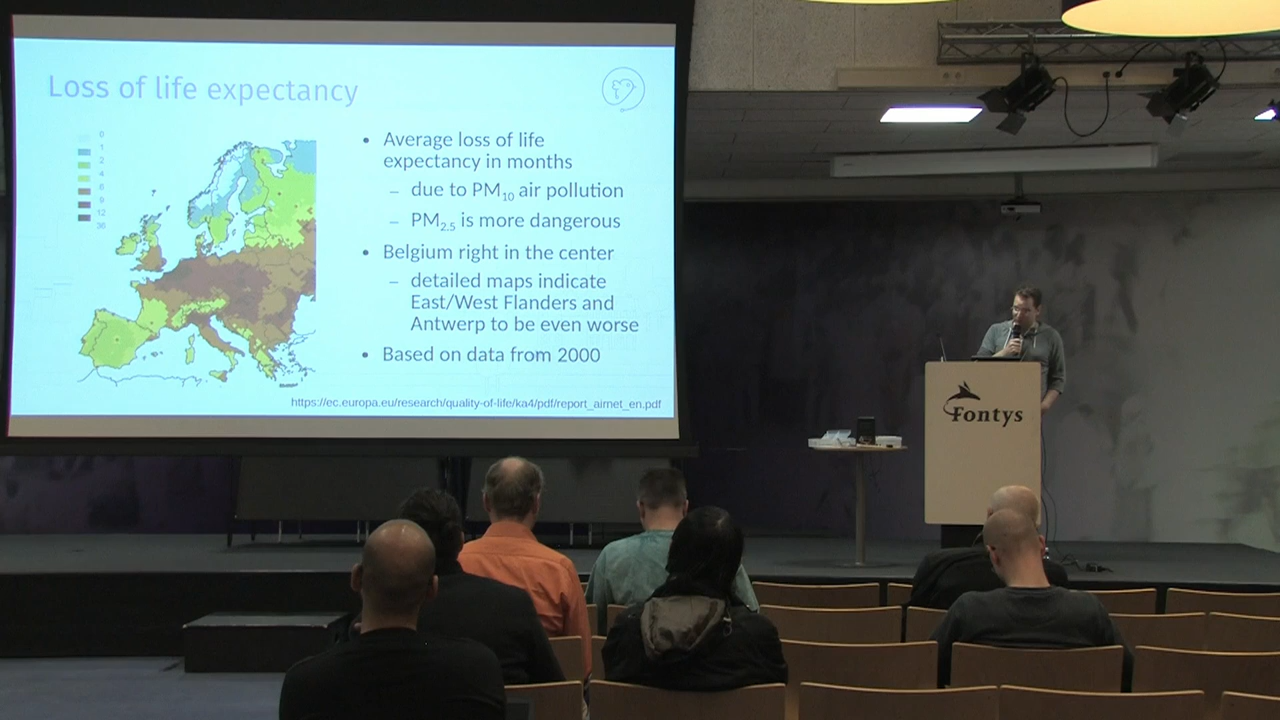 Loss of life expectancy
0
1
2
4
6
8
9
12
36
• Average loss of life
expectancy in months
– due to PM10 air pollution
– PM2.5 is more dangerous
• Belgium right in the center
– detailed maps indicate
East/West Flanders and
Antwerp to be even worse
• Based on data from 2000
https://ec.europa.eu/research/quality-of-life/ka4/pdf/report_airnet_en.pdf
Fontys